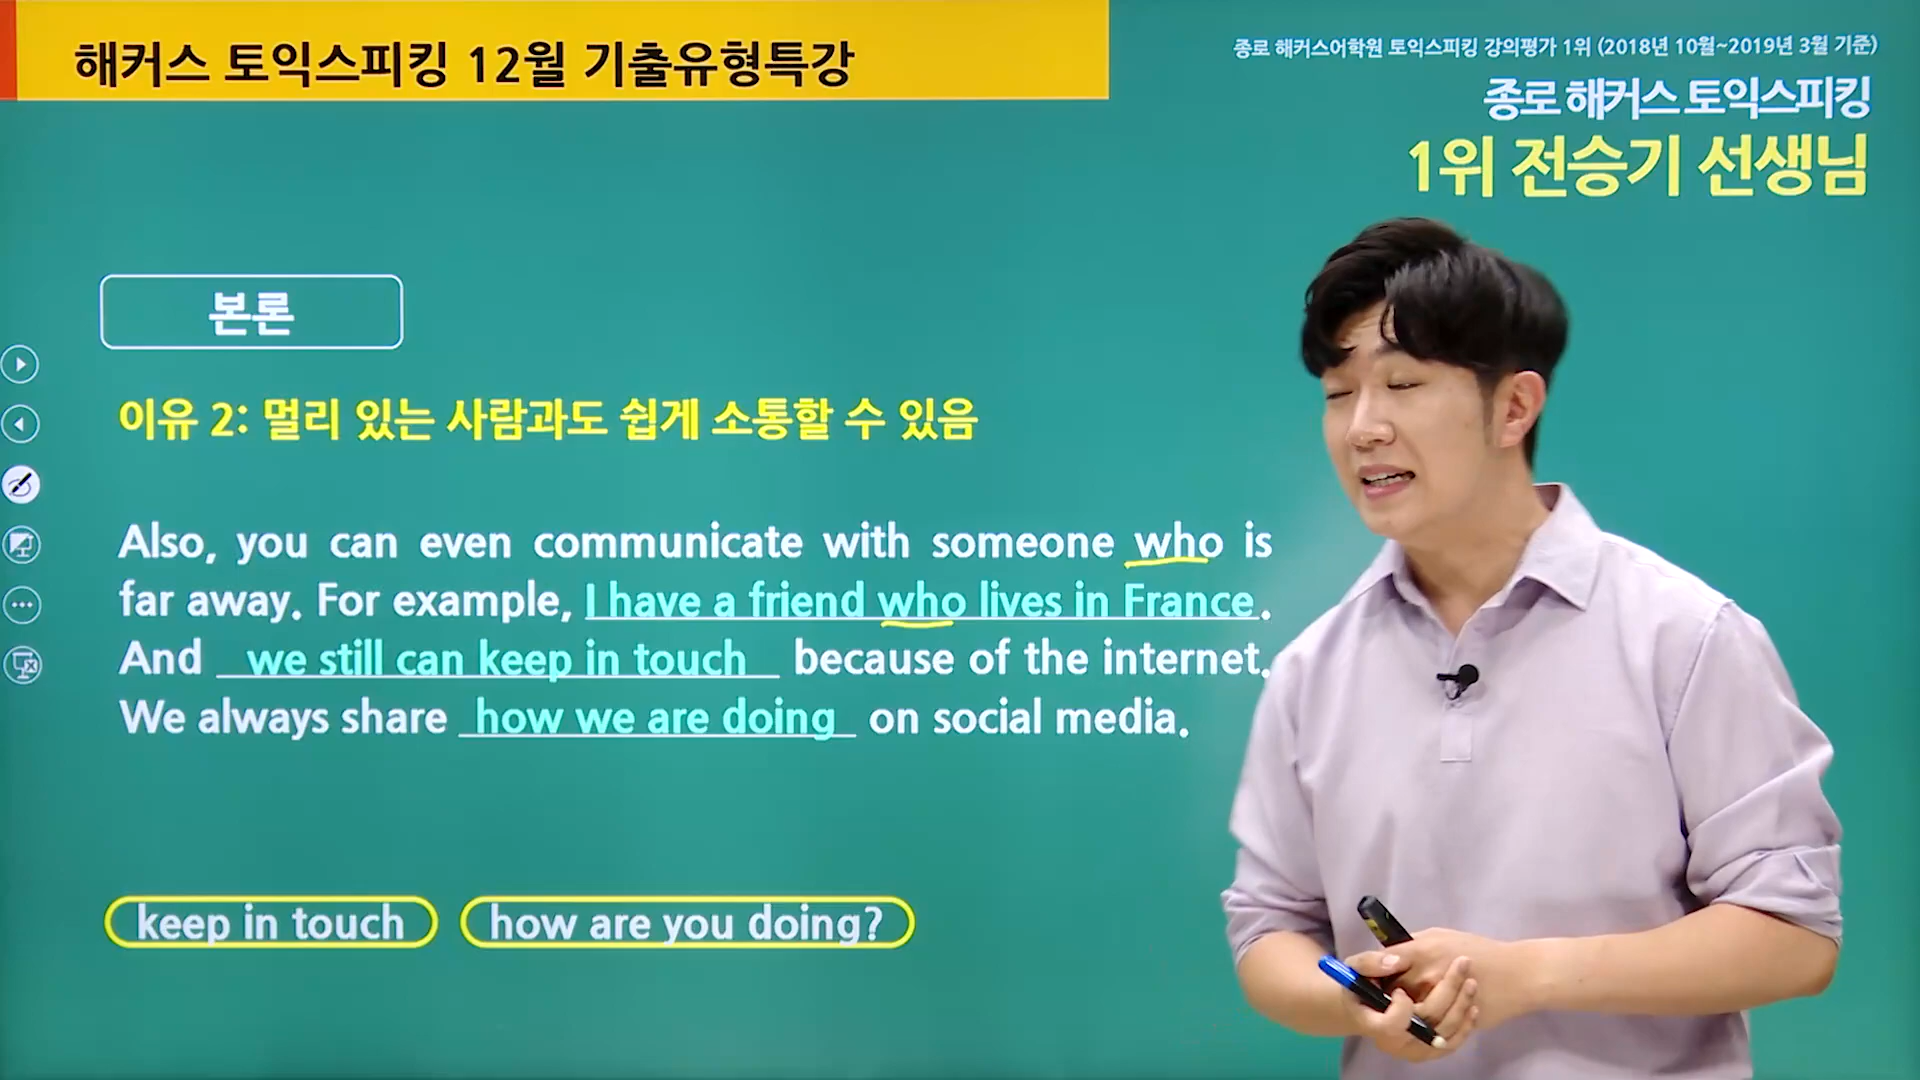 해커스 토익스피킹 12월 기출유형특강
종로 해커스어학원 토익스피킹 강의평가 1위 (2018년 10월~2019년 3월 기준)
종로 해커스 토익스피킹
1위 전승기 선생님
본론
이유 2: 멀리 있는 사람과도 쉽게 소통할 수 있음
Also, you can even communicate with someone who is
far away. For example, I have a friend who lives in France.
And we still can keep in touch because of the internet.
We always share how we are doing on social media.
keep in touch
how are you doing?